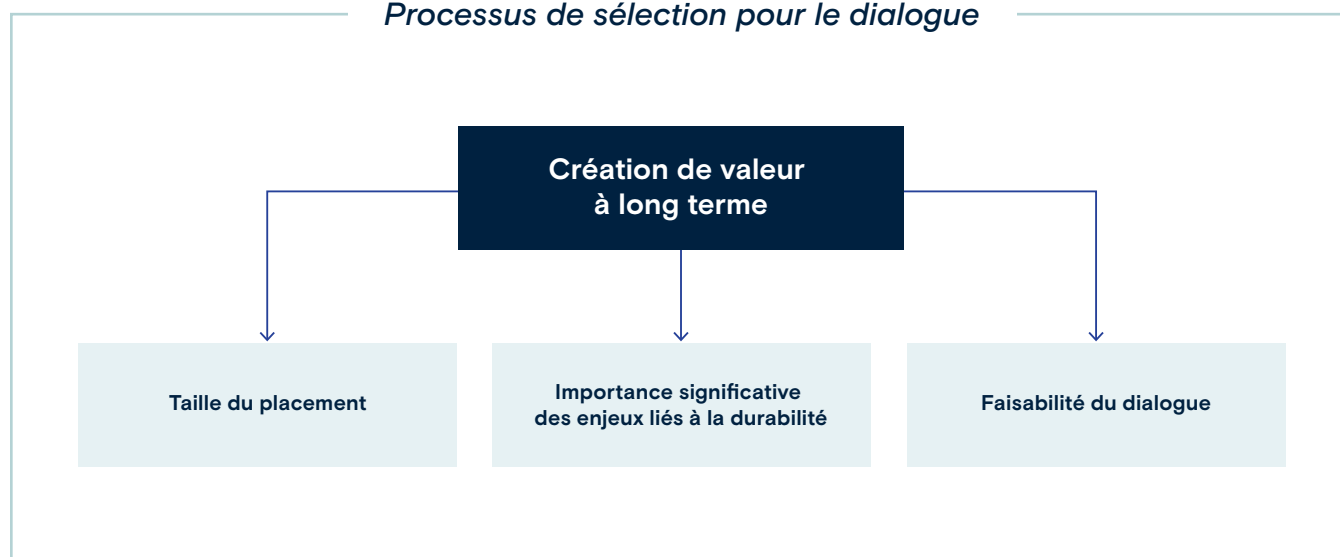 Processus de sélection pour le dialogue
Création de valeur
à long terme
Taille du placement
Importance significative
des enjeux liés à la durabilité
Faisabilité du dialogue